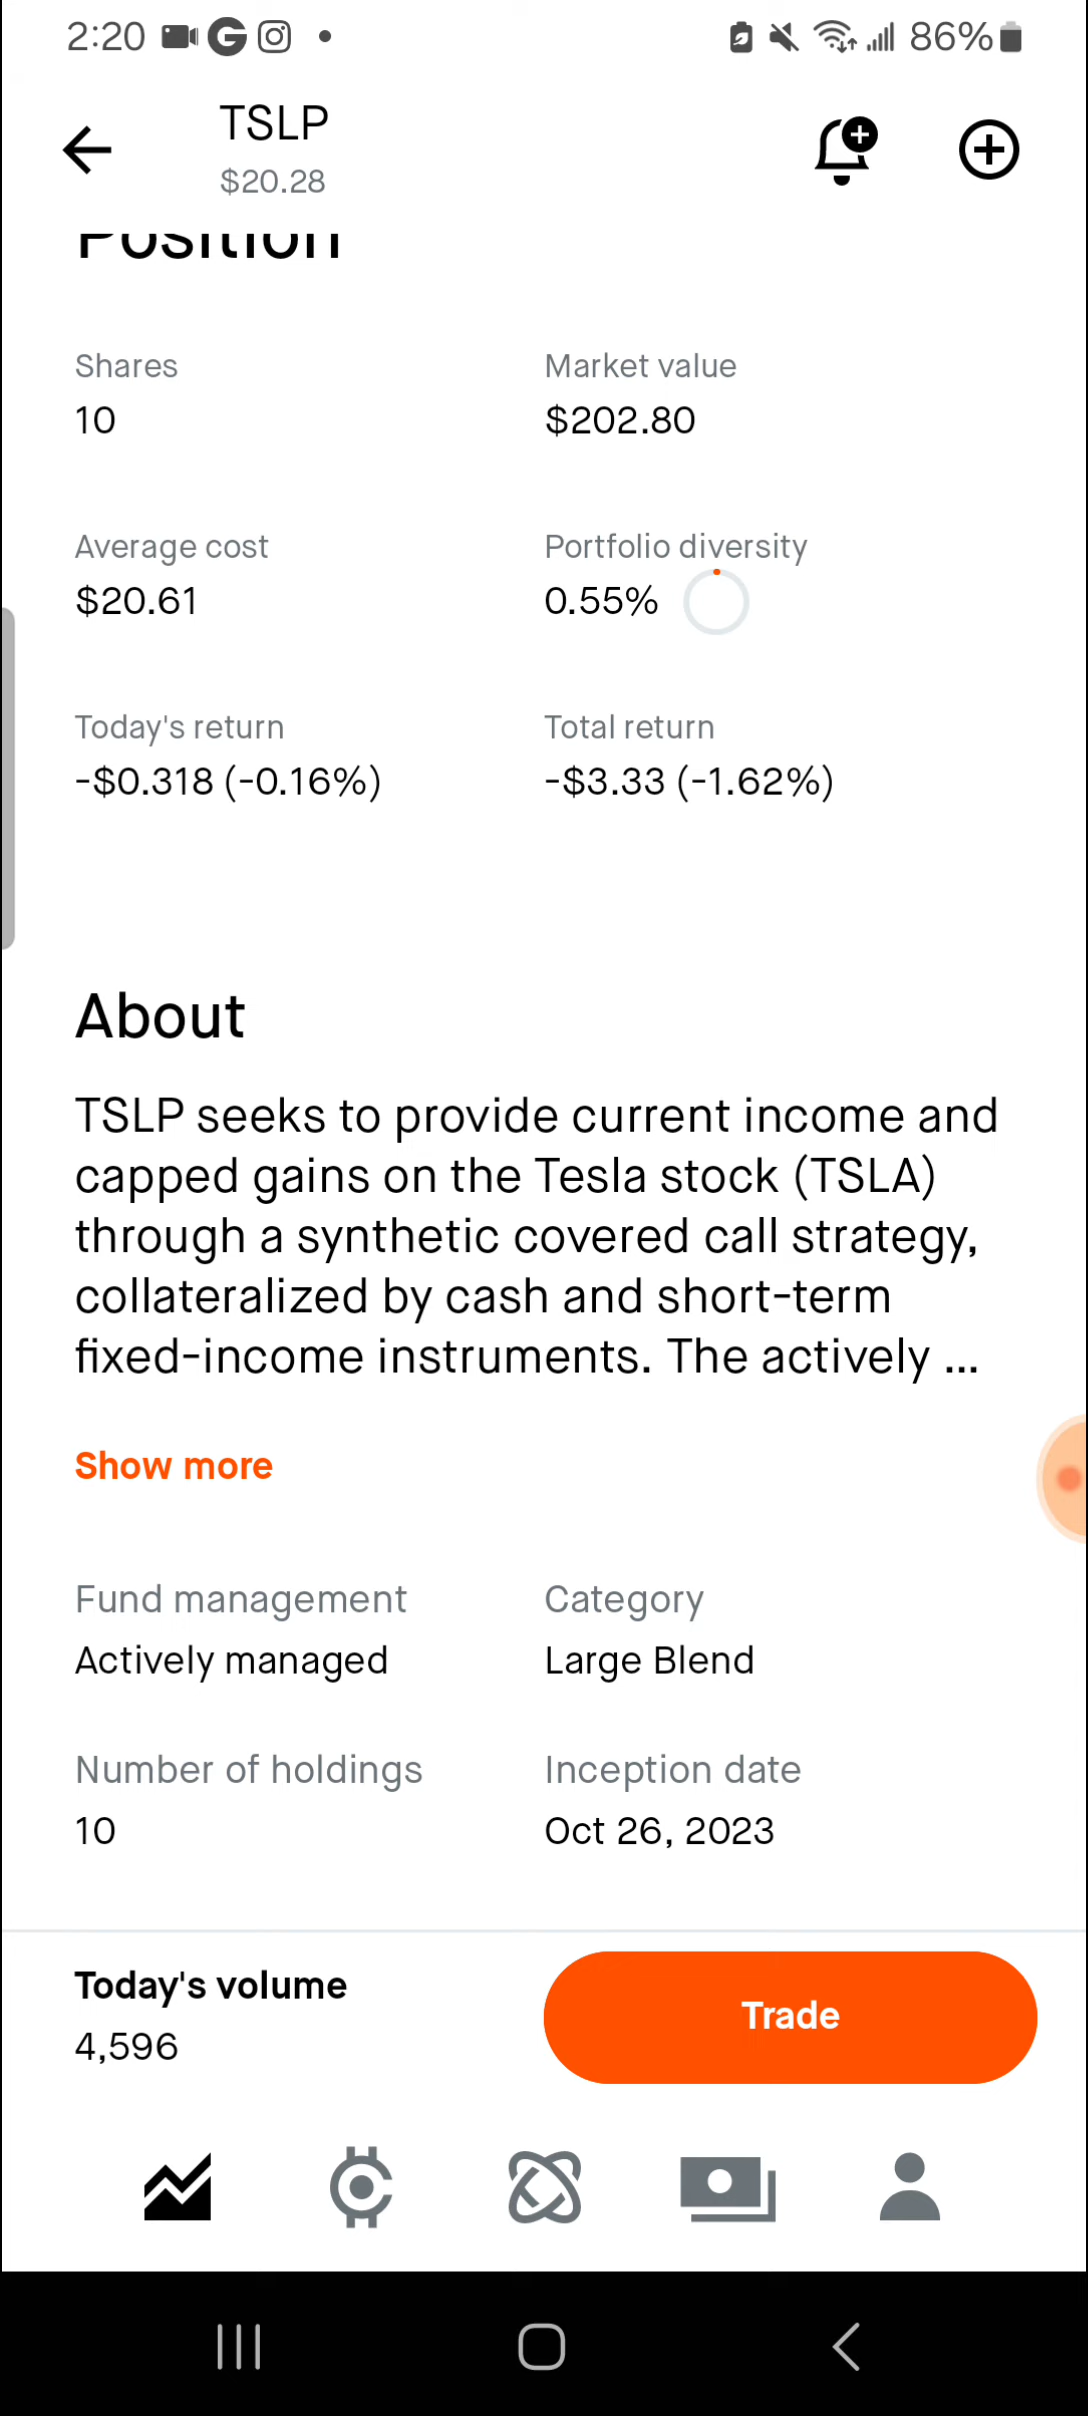 2:20 86%
TSLP
$20.28
Position
Shares Market value
10 $202.80
Average cost Portfolio diversity
$20.61 0.55%
Today's return Total return
-$0.318 (-0.16%) -$3.33 (-1.62%)
About
TSLP seeks to provide current income and
capped gains on the Tesla stock (TSLA)
through a synthetic covered call strategy,
collateralized by cash and short-term
fixed-income instruments. The actively ...
Show more
Fund management Category
Actively managed Large Blend
Number of holdings Inception date
10 Oct 26, 2023
Today's volume
4,596
Trade